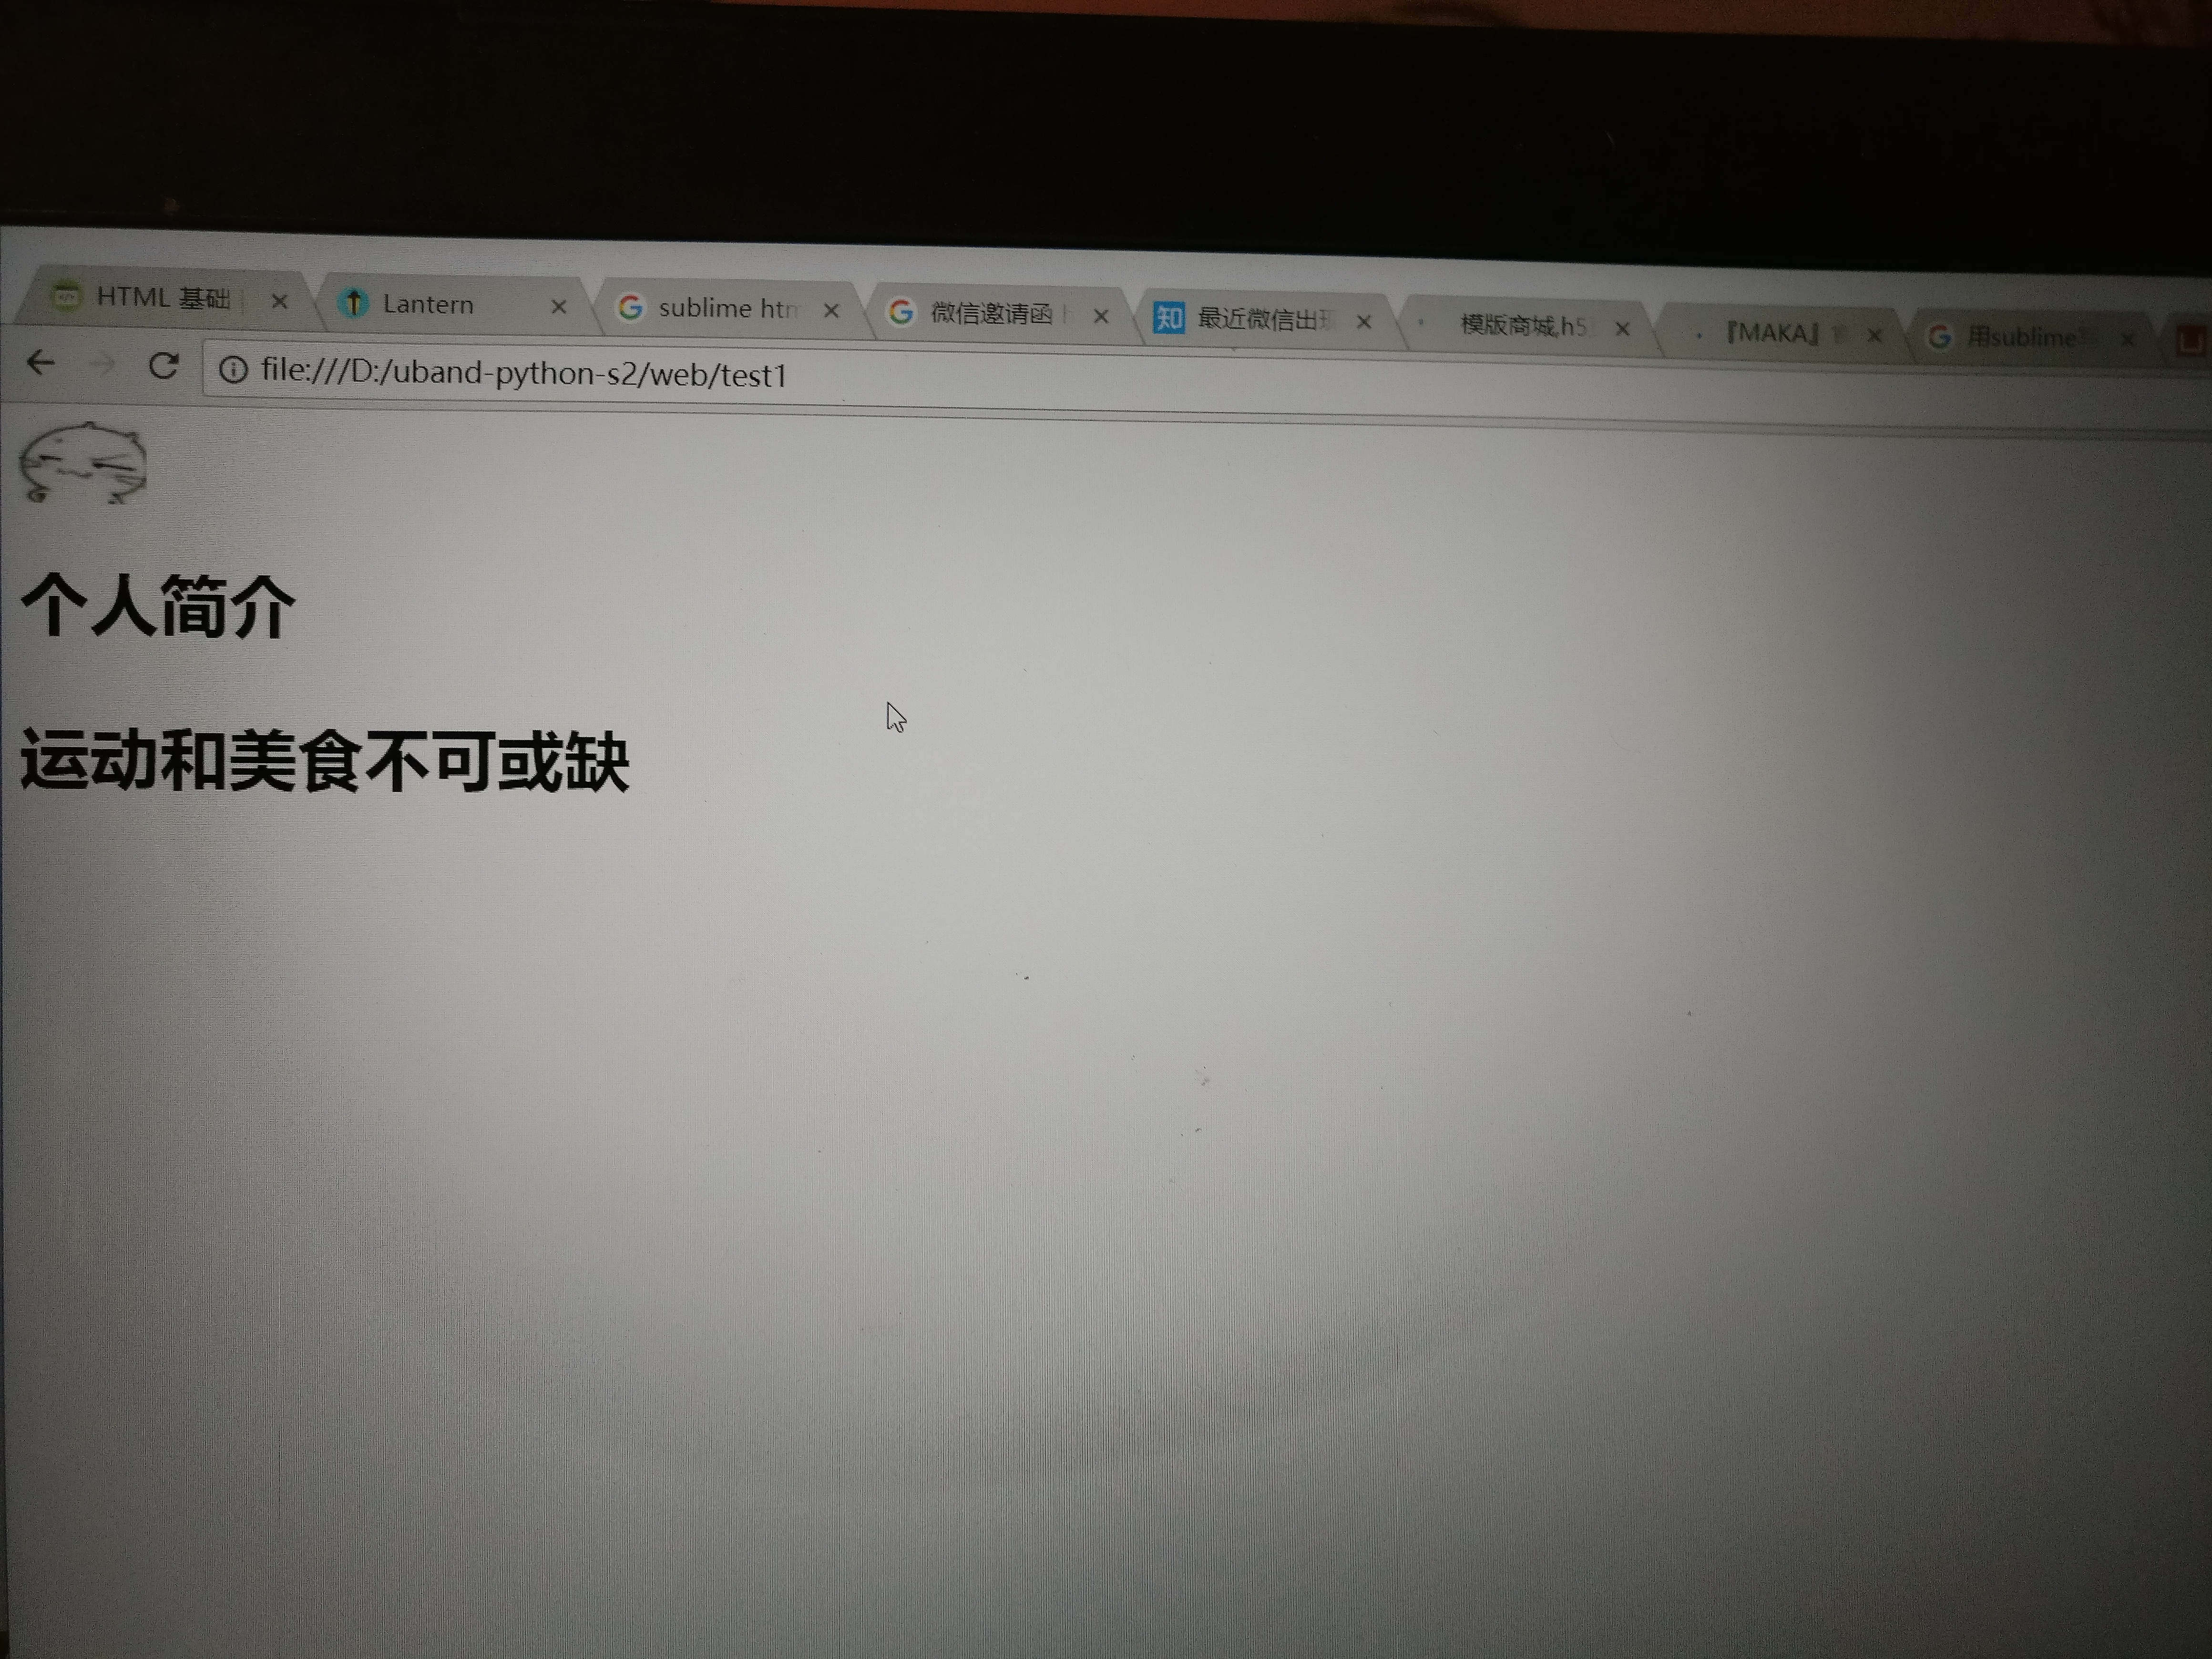 HTML 基础
Lantern
sublime htm
微信邀请函
最近微信出现
模版商城,h5
『MAKA』
用sublime
file:///D:/uband-python-s2/web/test1
个人简介
运动和美食不可或缺